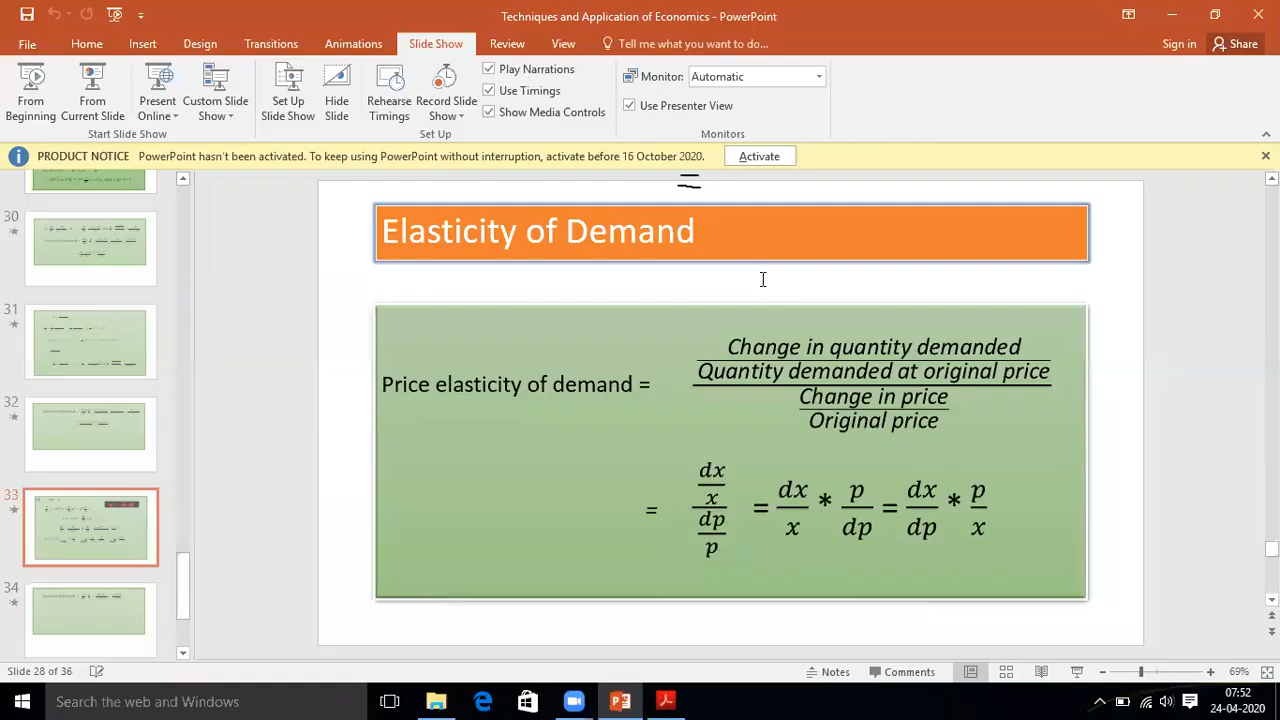 Techniques and Application of Economics - PowerPoint
File Home Insert Design Transitions Animations Slide Show Review View Tell me what you want to do... Sign in Share
From Beginning
From Current Slide
Present Online
Custom Slide Show
Set Up Slide Show
Hide Slide
Rehearse Timings
Record Slide Show
Play Narrations
Use Timings
Show Media Controls
Monitor: Automatic
Use Presenter View
Start Slide Show Set Up Monitors
PRODUCT NOTICE PowerPoint hasn't been activated. To keep using PowerPoint without interruption, activate before 16 October 2020. Activate
30
31
32
33
34
=
Elasticity of Demand
Price elasticity of demand =
Change in quantity demanded
Quantity demanded at original price
Change in price
Original price
= dx/x / dp/p = dx/x * p/dp = dx/dp * p/x
Slide 28 of 36 Notes Comments 69%
Search the web and Windows
07:52
24-04-2020